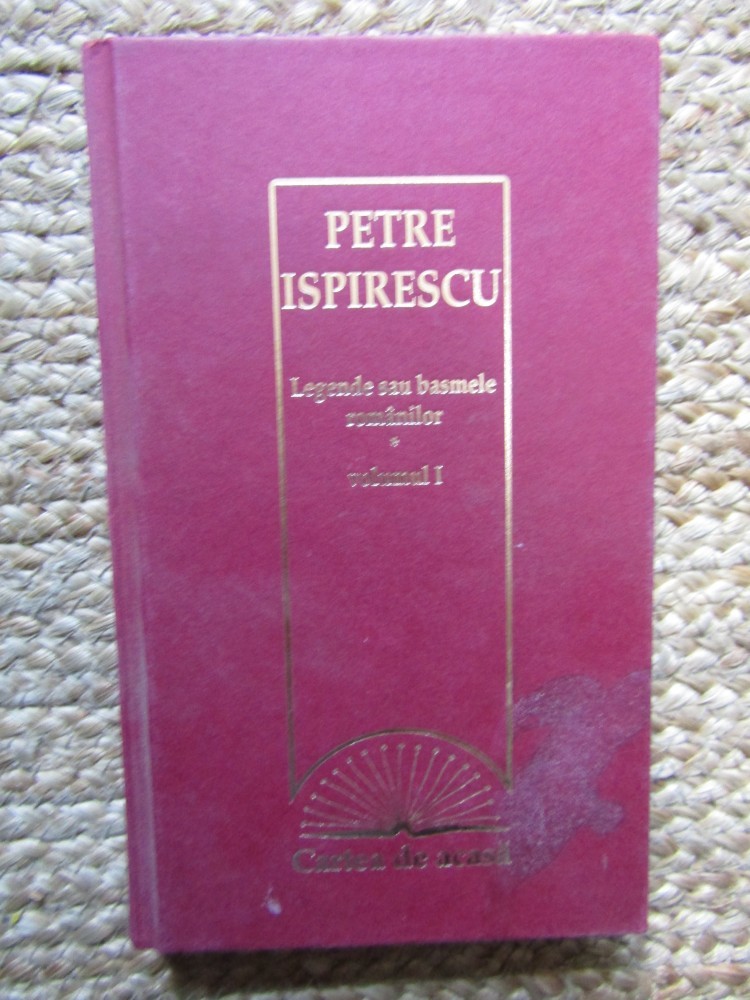 PETRE
ISPIRESCU
Legende sau basmele
românilor
*
volumul I
Cartea de acasă